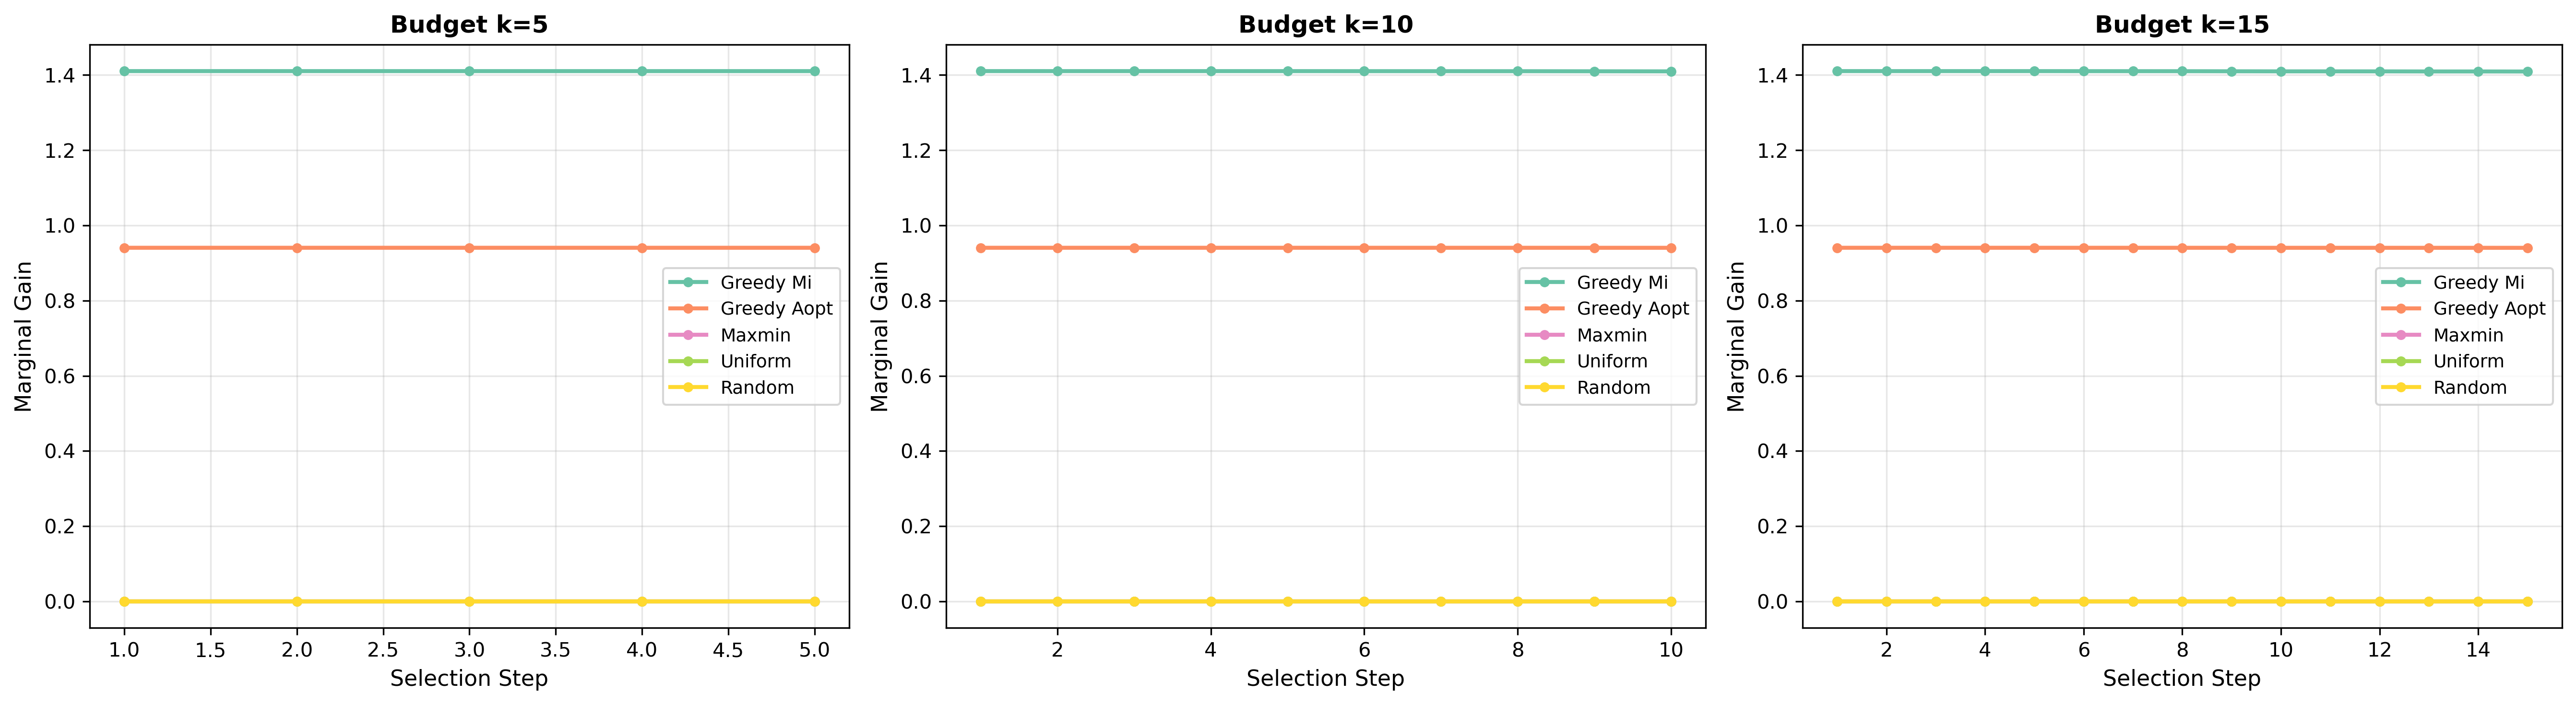 Budget k=5
Marginal Gain
1.4
1.2
1.0
0.8
0.6
0.4
0.2
0.0
Greedy Mi
Greedy Aopt
Maxmin
Uniform
Random
1.0 1.5 2.0 2.5 3.0 3.5 4.0 4.5 5.0
Selection Step
Budget k=10
Marginal Gain
1.4
1.2
1.0
0.8
0.6
0.4
0.2
0.0
Greedy Mi
Greedy Aopt
Maxmin
Uniform
Random
2 4 6 8 10
Selection Step
Budget k=15
Marginal Gain
1.4
1.2
1.0
0.8
0.6
0.4
0.2
0.0
Greedy Mi
Greedy Aopt
Maxmin
Uniform
Random
2 4 6 8 10 12 14
Selection Step